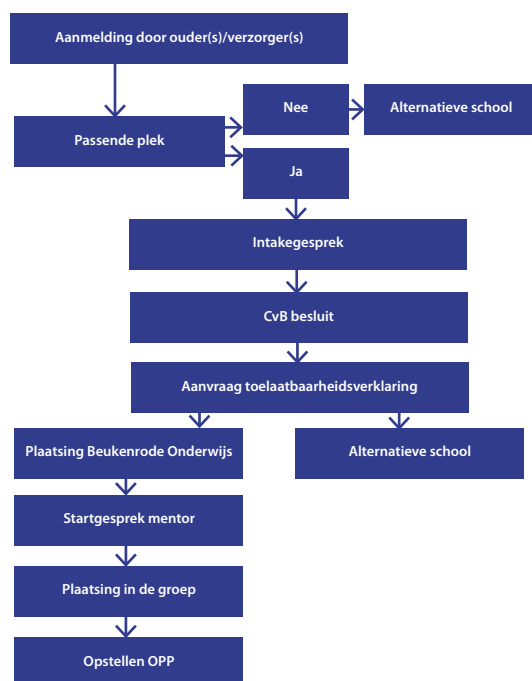 Aanmelding door ouder(s)/verzorger(s)
Nee
Alternatieve school
Passende plek
Ja
Intakegesprek
CvB besluit
Aanvraag toelaatbaarheidsverklaring
Plaatsing Beukenrode Onderwijs
Alternatieve school
Startgesprek mentor
Plaatsing in de groep
Opstellen OPP